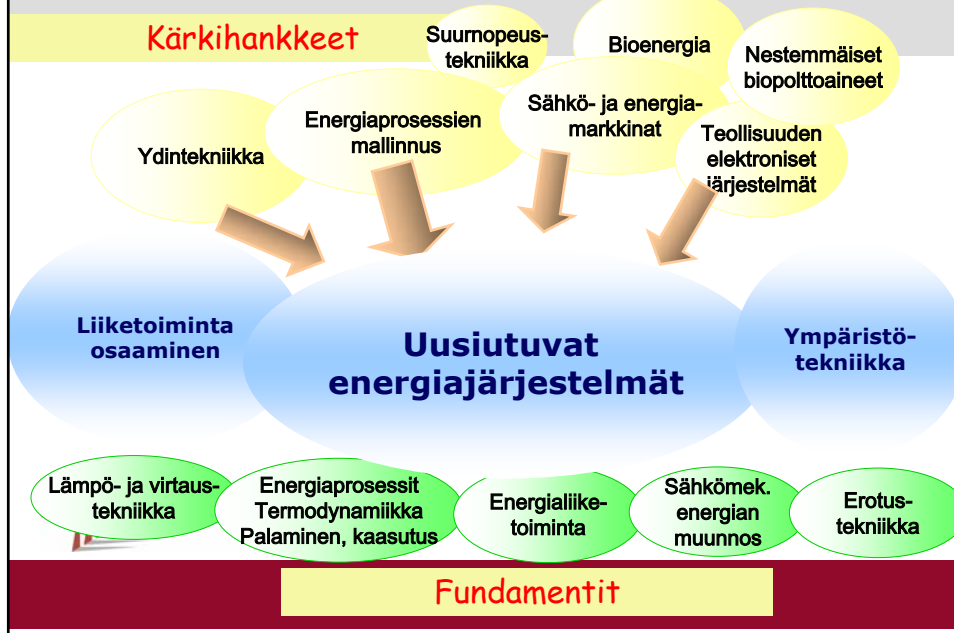 Kärkihankkeet
Suurnopeus-
tekniikka
Bioenergia
Nestemmäiset
biopolttoaineet
Ydintekniikka
Energiaprosessien
mallinnus
Sähkö- ja energia-
markkinat
Teollisuuden
elektroniset
järjestelmät
Liiketoiminta
osaaminen
Uusiutuvat
energiajärjestelmät
Ympäristö-
tekniikka
Lämpö- ja virtaus-
tekniikka
Energiaprosessit
Termodynamiikka
Palaminen, kaasutus
Energialiike-
toiminta
Sähkömek.
energian
muunnos
Erotus-
tekniikka
Fundamentit